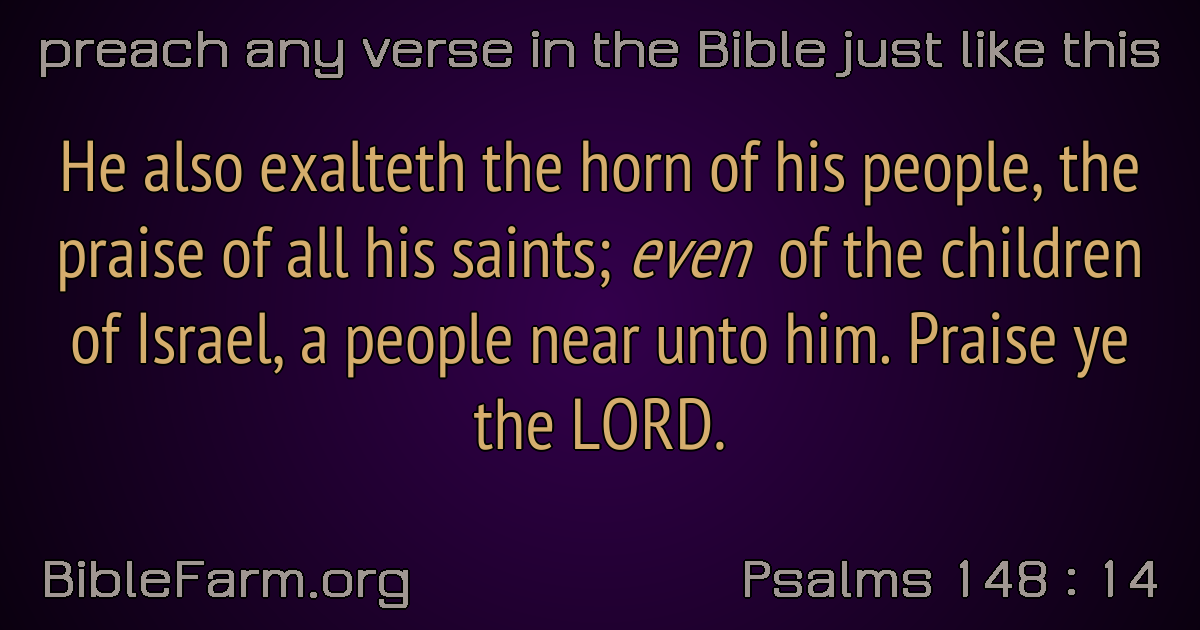 preach any verse in the Bible just like this
He also exalteth the horn of his people, the
praise of all his saints; even of the children
of Israel, a people near unto him. Praise ye
the LORD.
BibleFarm.org
Psalms 148 : 14